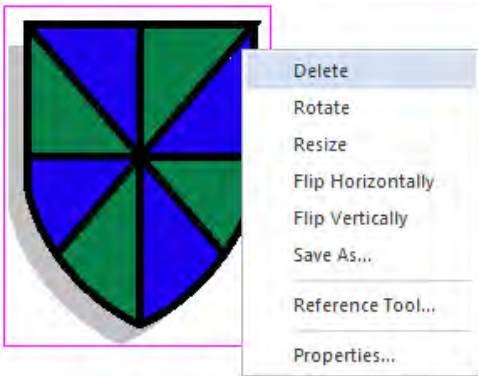 Delete
Rotate
Resize
Flip Horizontally
Flip Vertically
Save As...
Reference Tool...
Properties...